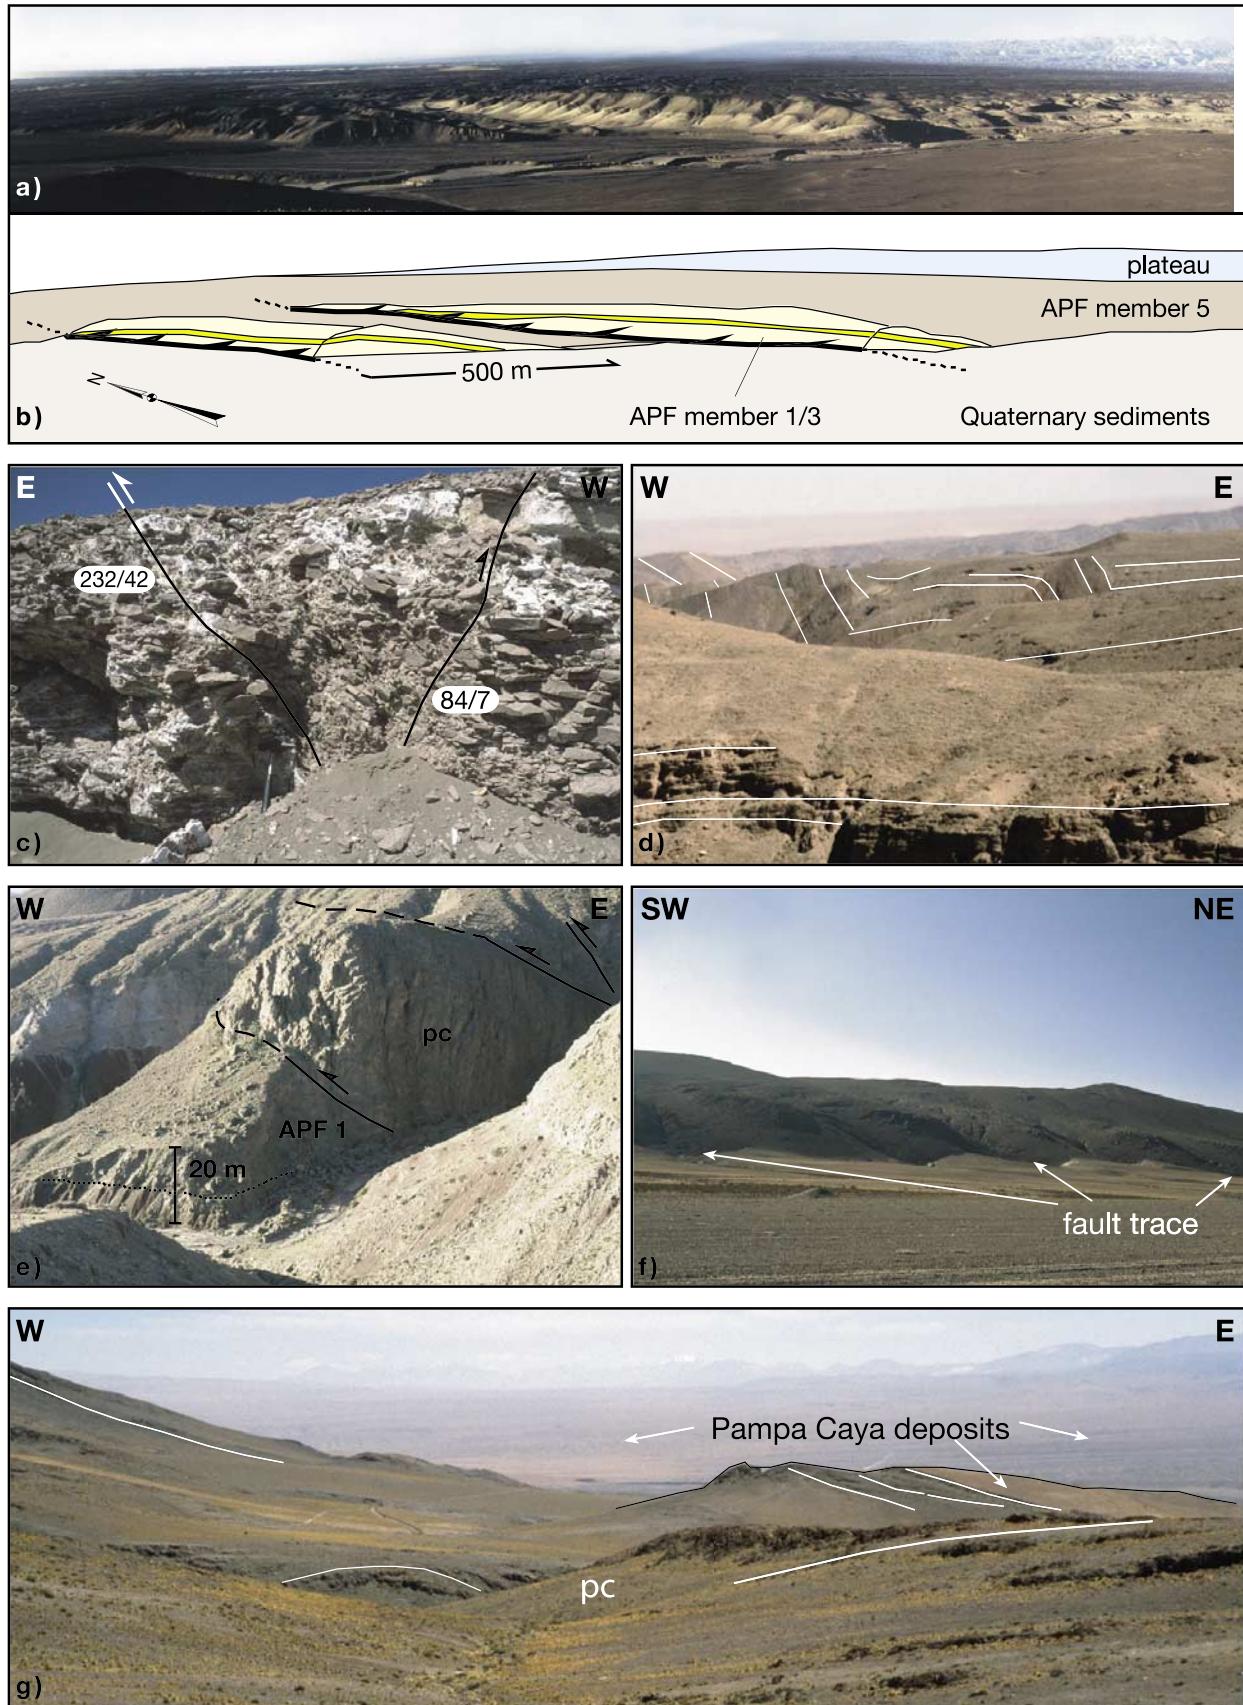 a)
plateau
APF member 5
500 m
N
APF member 1/3
Quaternary sediments
b)
E
W
232/42
84/7
c)
W
E
d)
W
E
pc
APF 1
20 m
e)
SW
NE
fault trace
f)
W
E
Pampa Caya deposits
pc
g)